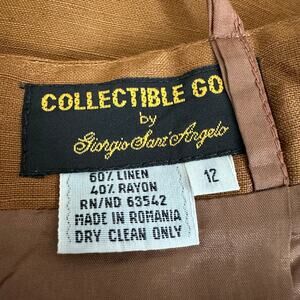 COLLECTIBLE GO
by
Giorgio Sant'Angelo
60% LINEN
40% RAYON
RN/ND 63542
MADE IN ROMANIA
DRY CLEAN ONLY
12